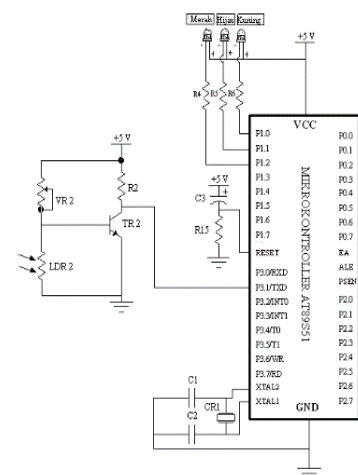 Merah Hijau Kuning
- + - + - +
+5 V
R4 R5 R6
VCC
P1.0 P0.0
P1.1 P0.1
P1.2 P0.2
P1.3 P0.3
P1.4 P0.4
P1.5 P0.5
P1.6 P0.6
P1.7 P0.7
RESET EA
ALE
P3.0/RXD PSEN
P3.1/TXD P2.0
P3.2/INT0 P2.1
P3.3/INT1 P2.2
P3.4/T0 P2.3
P3.5/T1 P2.4
P3.6/WR P2.5
P3.7/RD
XTAL2 P2.6
XTAL1 P2.7
GND
MIKROKONTROLLER AT89S51
+5 V
VR 2
R2
TR 2
LDR 2
+5 V
C3 +
R15
C1
CR1
C2